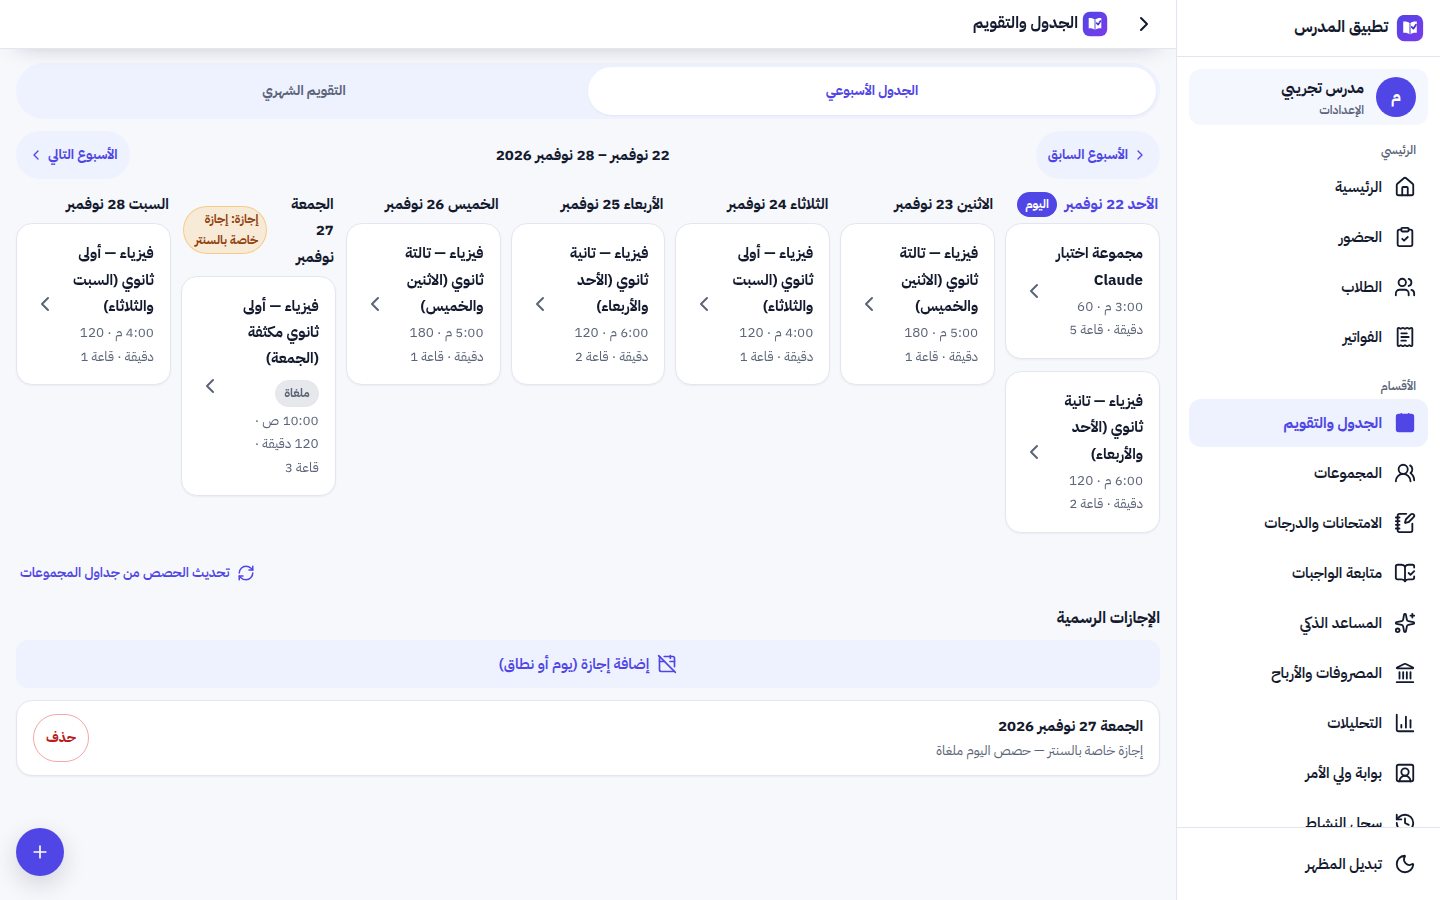 تطبيق المدرس
م
مدرس تجريبي
الإعدادات
الرئيسي
الرئيسية
الحضور
الطلاب
الفواتير
الأقسام
الجدول والتقويم
المجموعات
الامتحانات والدرجات
متابعة الواجبات
المساعد الذكي
المصروفات والأرباح
التحليلات
بوابة ولي الأمر
سجل النشاط
تبديل المظهر
الجدول والتقويم
الجدول الأسبوعي
التقويم الشهري
الأسبوع السابق
22 نوفمبر – 28 نوفمبر 2026
الأسبوع التالي
الأحد 22 نوفمبر
اليوم
مجموعة اختبار
Claude
3:00 م · 60
دقيقة · قاعة 5
فيزياء — تانية
ثانوي (الأحد
والأربعاء)
6:00 م · 120
دقيقة · قاعة 2
الاثنين 23 نوفمبر
فيزياء — تالتة
ثانوي (الاثنين
والخميس)
5:00 م · 180
دقيقة · قاعة 1
الثلاثاء 24 نوفمبر
فيزياء — أولى
ثانوي (السبت
والثلاثاء)
4:00 م · 120
دقيقة · قاعة 1
الأربعاء 25 نوفمبر
فيزياء — تانية
ثانوي (الأحد
والأربعاء)
6:00 م · 120
دقيقة · قاعة 2
الخميس 26 نوفمبر
فيزياء — تالتة
ثانوي (الاثنين
والخميس)
5:00 م · 180
دقيقة · قاعة 1
الجمعة
27
نوفمبر
إجازة: إجازة
خاصة بالسنتر
فيزياء — أولى
ثانوي مكثفة
(الجمعة)
ملغاة
10:00 ص ·
120 دقيقة ·
قاعة 3
السبت 28 نوفمبر
فيزياء — أولى
ثانوي (السبت
والثلاثاء)
4:00 م · 120
دقيقة · قاعة 1
تحديث الحصص من جداول المجموعات
الإجازات الرسمية
إضافة إجازة (يوم أو نطاق)
الجمعة 27 نوفمبر 2026
إجازة خاصة بالسنتر — حصص اليوم ملغاة
حذف